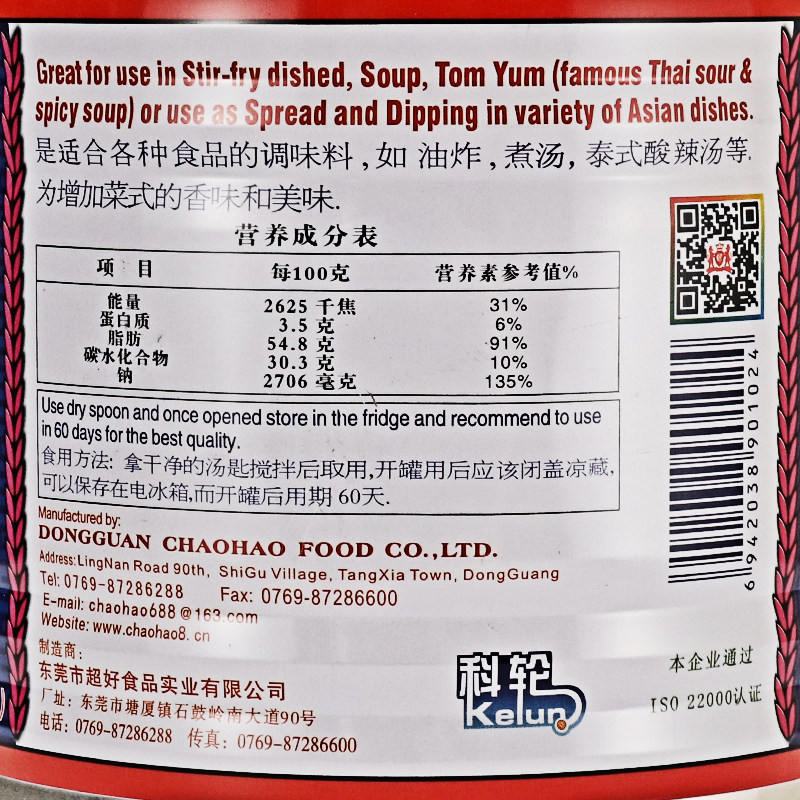 Great for use in Stir-fry dished, Soup, Tom Yum (famous Thai sour &
spicy soup) or use as Spread and Dipping in variety of Asian dishes.
是适合各种食品的调味料,如 油炸,煮汤,泰式酸辣汤等,
为增加菜式的香味和美味.
营养成分表
项 目 每100克 营养素参考值%
能量 2625 千焦 31%
蛋白质 3.5 克 6%
脂肪 54.8 克 91%
碳水化合物 30.3 克 10%
钠 2706 毫克 135%
Use dry spoon and once opened store in the fridge and recommend to use
in 60 days for the best quality.
食用方法: 拿干净的汤匙搅拌后取用,开罐用后应该闭盖凉藏,
可以保存在电冰箱,而开罐后用期 60天.
Manufactured by:
DONGGUAN CHAOHAO FOOD CO.,LTD.
Address:LingNan Road 90th, ShiGu Village, TangXia Town, DongGuang
Tel: 0769-87286288 Fax: 0769-87286600
E-mail: chaohao688@163.com
Website: www.chaohao8.cn
制造商:
东莞市超好食品实业有限公司
厂址: 东莞市塘厦镇石鼓岭南大道90号
电话: 0769-87286288 传真: 0769-87286600
科轮
Kelun
本企业通过
ISO 22000认证
6 942038 901024